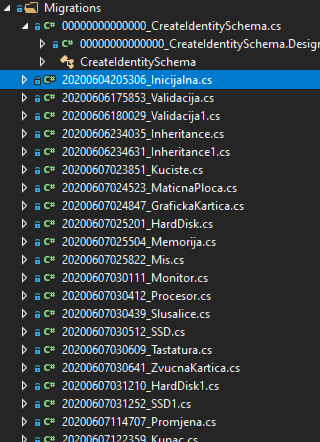 Migrations
C# 00000000000000_CreateIdentitySchema.cs
C# 00000000000000_CreateIdentitySchema.Design
CreateIdentitySchema
C# 20200604205306_Inicijalna.cs
C# 20200606175853_Validacija.cs
C# 20200606180029_Validacija1.cs
C# 20200606234035_Inheritance.cs
C# 20200606234631_Inheritance1.cs
C# 20200607023851_Kuciste.cs
C# 20200607024523_MaticnaPloca.cs
C# 20200607024847_GrafickaKartica.cs
C# 20200607025201_HardDisk.cs
C# 20200607025504_Memorija.cs
C# 20200607025822_Mis.cs
C# 20200607030111_Monitor.cs
C# 20200607030412_Procesor.cs
C# 20200607030439_Slusalice.cs
C# 20200607030512_SSD.cs
C# 20200607030609_Tastatura.cs
C# 20200607030641_ZvucnaKartica.cs
C# 20200607031210_HardDisk1.cs
C# 20200607031252_SSD1.cs
C# 20200607114707_Promjena.cs
C# 20200607122359_Kupac.cs